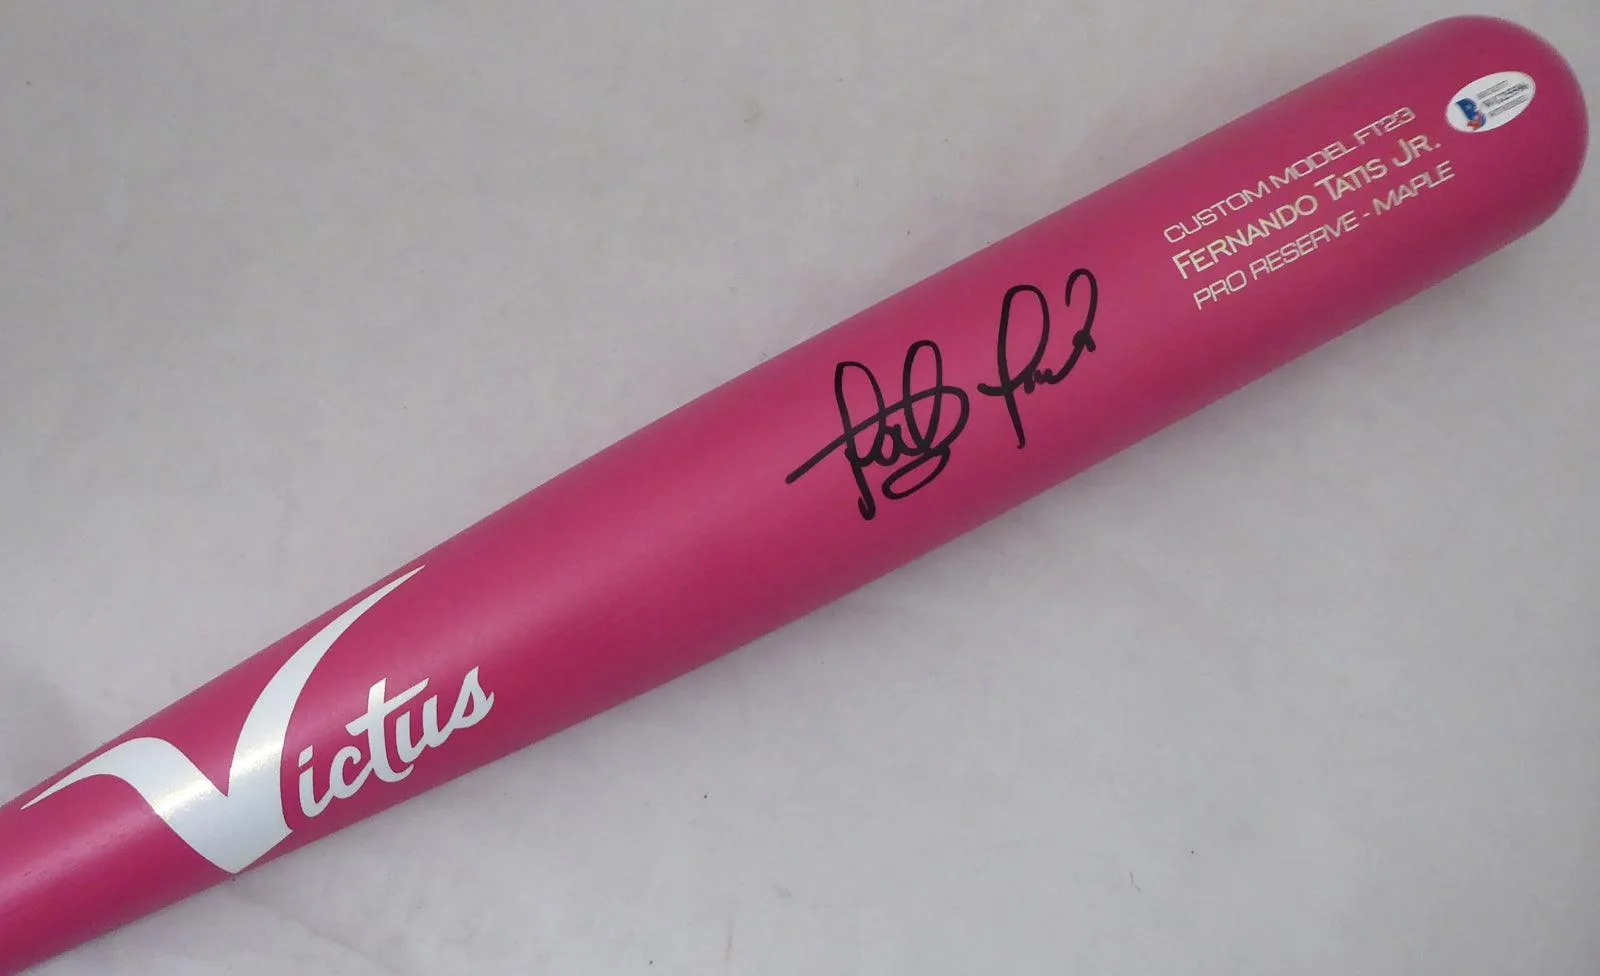 CUSTOM MODEL FT23
FERNANDO TATIS JR.
PRO RESERVE - MAPLE
Victus